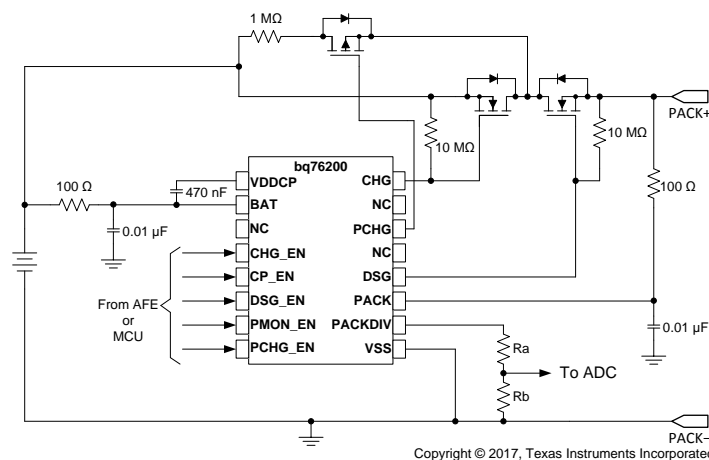 1 MΩ
PACK+
10 MΩ
10 MΩ
bq76200
100 Ω
VDDCP
CHG
100 Ω
470 nF
BAT
NC
0.01 µF
NC
PCHG
CHG_EN
NC
CP_EN
DSG
From AFE
or
MCU
DSG_EN
PACK
PMON_EN
PACKDIV
0.01 µF
PCHG_EN
VSS
Ra
To ADC
Rb
PACK–
Copyright © 2017, Texas Instruments Incorporated